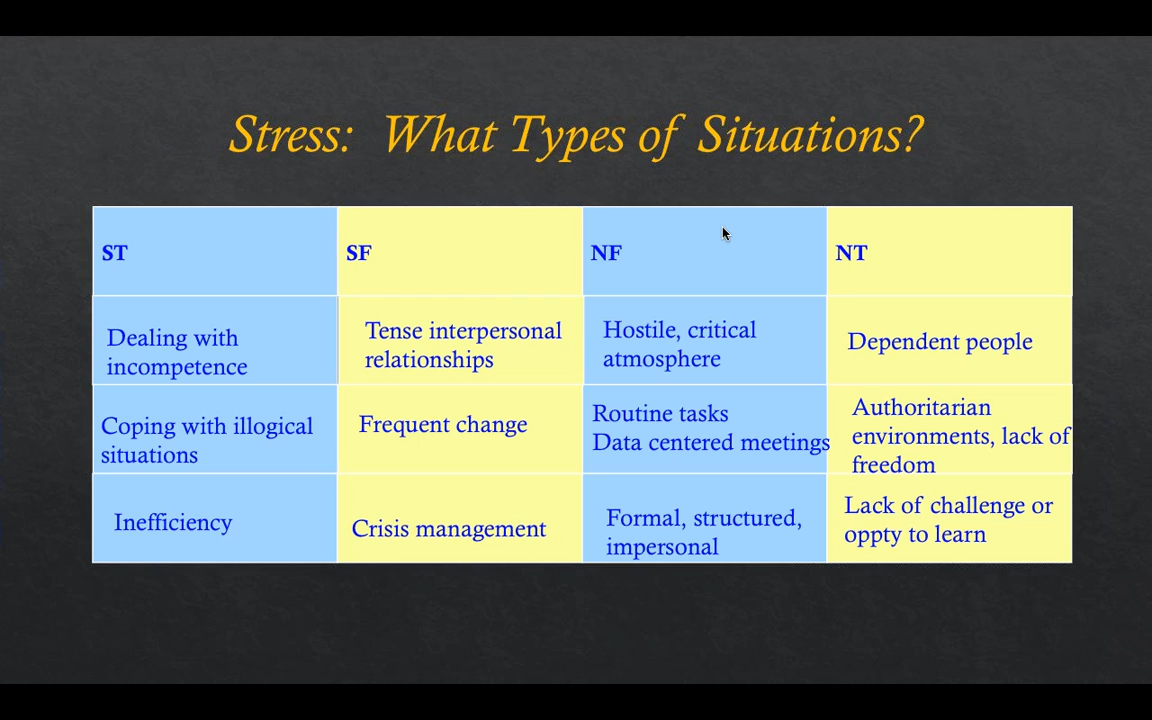 Stress: What Types of Situations?
ST
SF
NF
NT
Dealing with
incompetence
Tense interpersonal
relationships
Hostile, critical
atmosphere
Dependent people
Coping with illogical
situations
Frequent change
Routine tasks
Data centered meetings
Authoritarian
environments, lack of
freedom
Inefficiency
Crisis management
Formal, structured,
impersonal
Lack of challenge or
oppty to learn